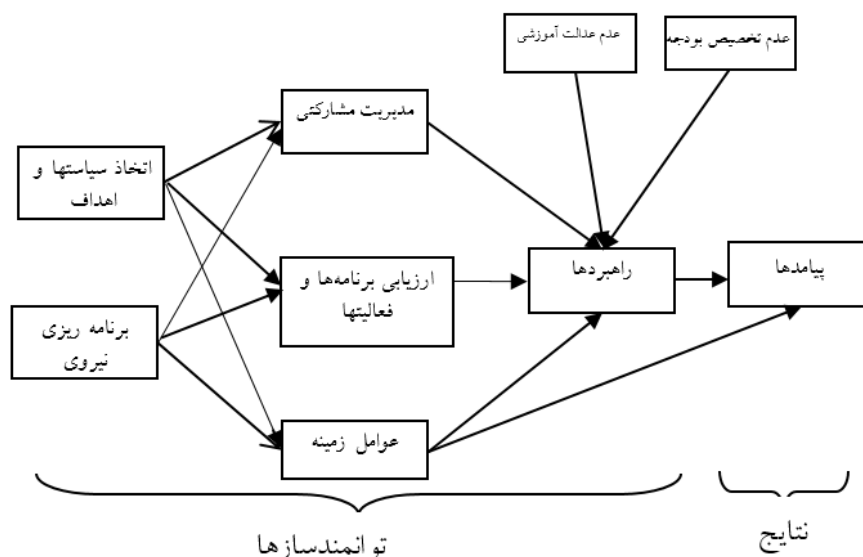 عدم تخصیص بودجه
عدم عدالت آموزشی
مدیریت مشارکتی
اتخاذ سیاستها و
اهداف
ارزیابی برنامه‌ها و
فعالیتها
راهبردها
پیامدها
برنامه ریزی
نیروی
عوامل زمینه
توانمندسازها
نتایج